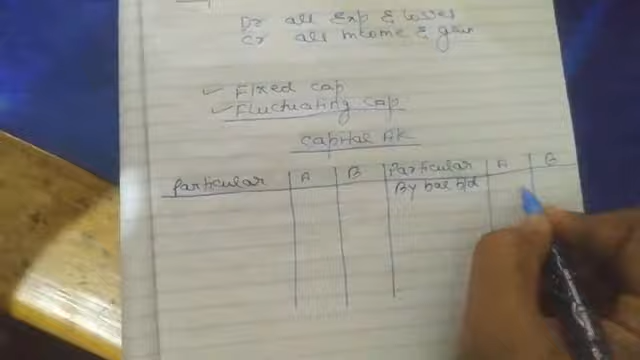 Dr all Exp & losses
Cr all income & gain
Fixed cap
Fluctuating cap
Capital A/c
Particular A B Particular A B
By bal b/d